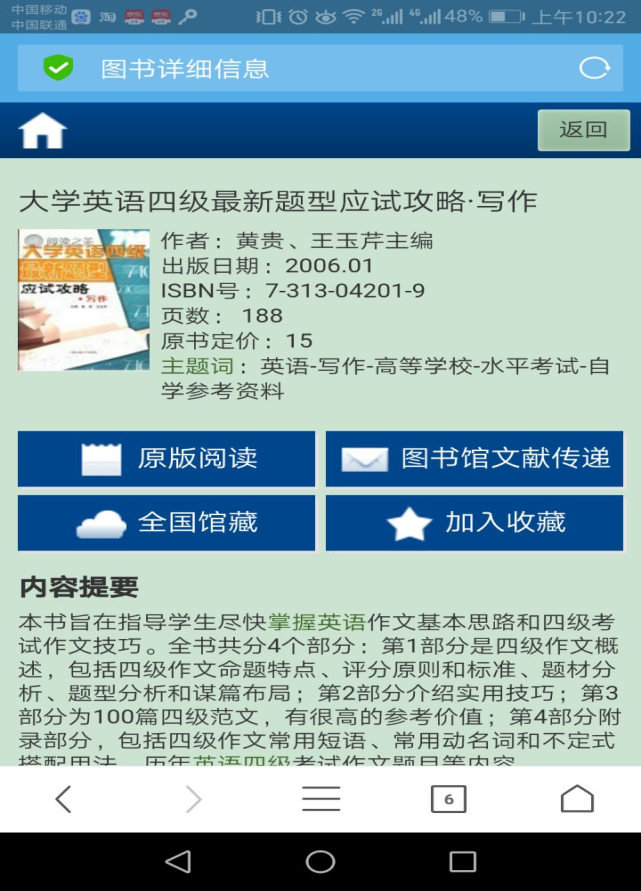 中国移动
中国联通
2G
4G
48%
上午10:22
图书详细信息
返回
大学英语四级最新题型应试攻略·写作
大学英语四级
最新题型
710
应试攻略
·写作
作者：黄贵、王玉芹主编
出版日期：2006.01
ISBN号：7-313-04201-9
页数： 188
原书定价：15
主题词：英语-写作-高等学校-水平考试-自
学参考资料
原版阅读
图书馆文献传递
全国馆藏
加入收藏
内容提要
本书旨在指导学生尽快掌握英语作文基本思路和四级考
试作文技巧。全书共分4个部分：第1部分是四级作文概
述，包括四级作文命题特点、评分原则和标准、题材分
析、题型分析和谋篇布局；第2部分介绍实用技巧；第3
部分为100篇四级范文，有很高的参考价值；第4部分附
录部分，包括四级作文常用短语、常用动名词和不定式
搭配用法、历年英语四级考试作文题目等内容
6